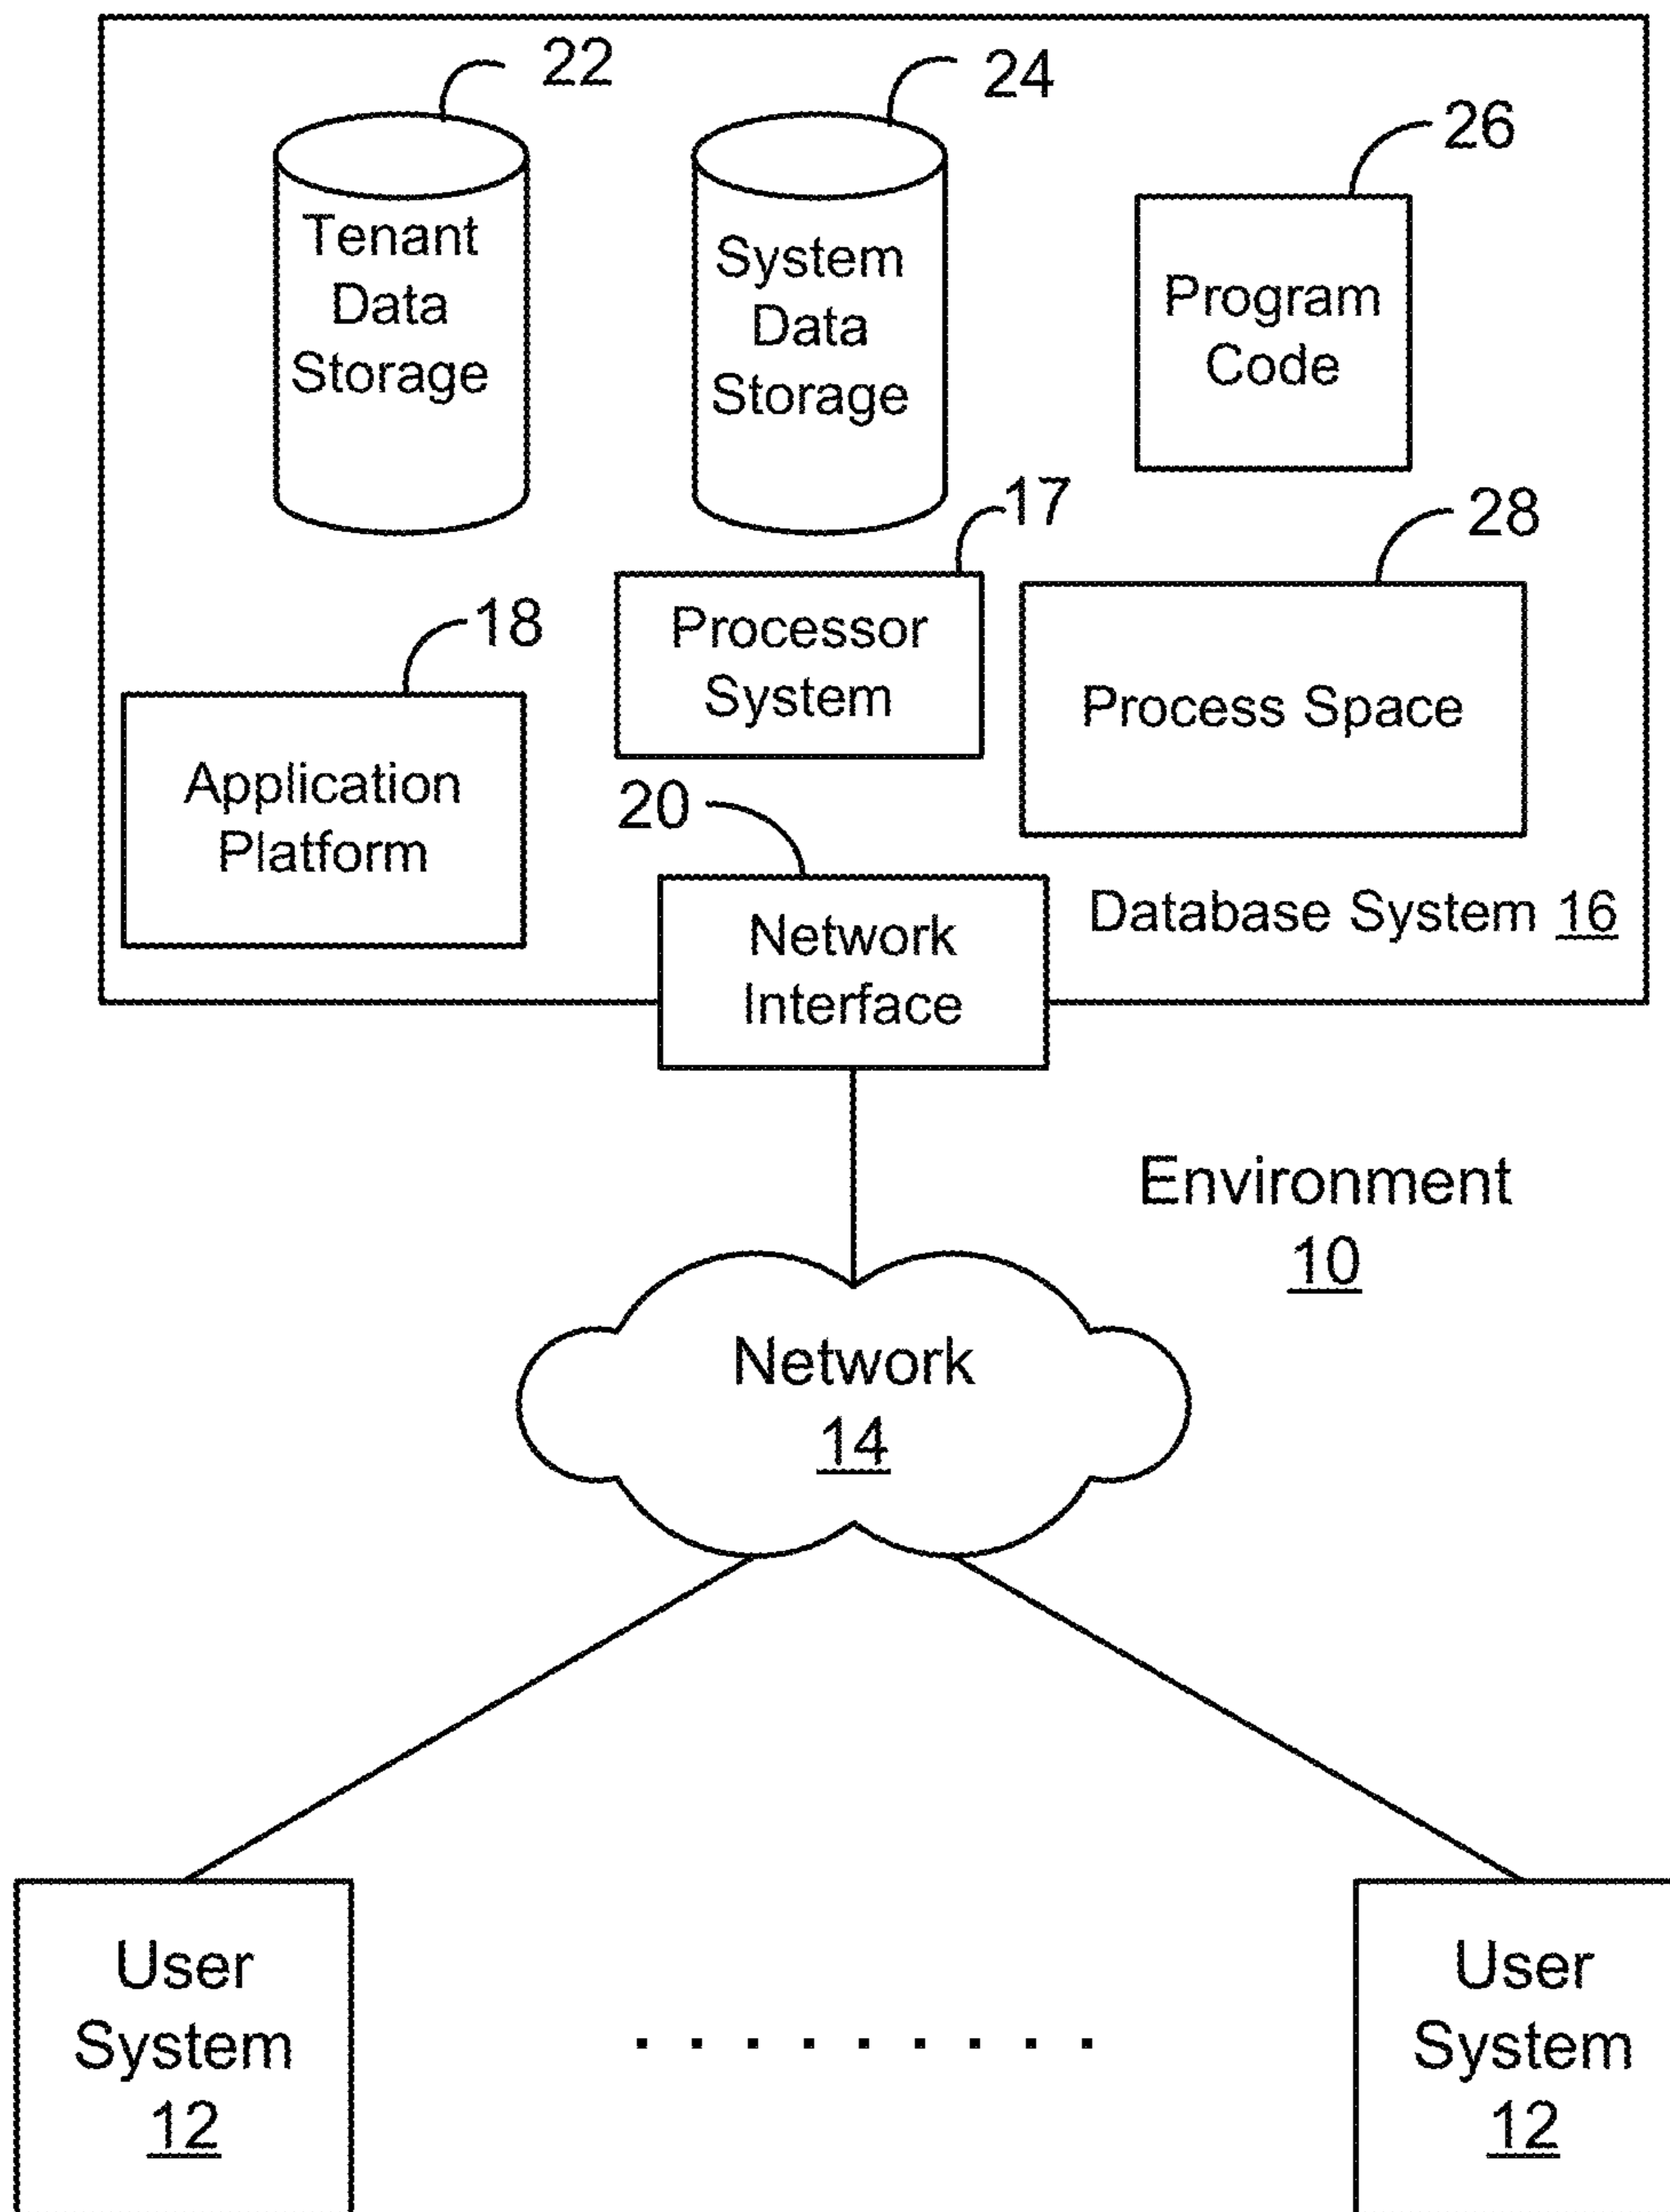 22
24
26
Tenant
Data
Storage
System
Data
Storage
Program
Code
17
28
18
Processor
System
Process Space
Application
Platform
20
Database System 16
Network
Interface
Environment
10
Network
14
User
System
12
. . . . . . . . .
User
System
12